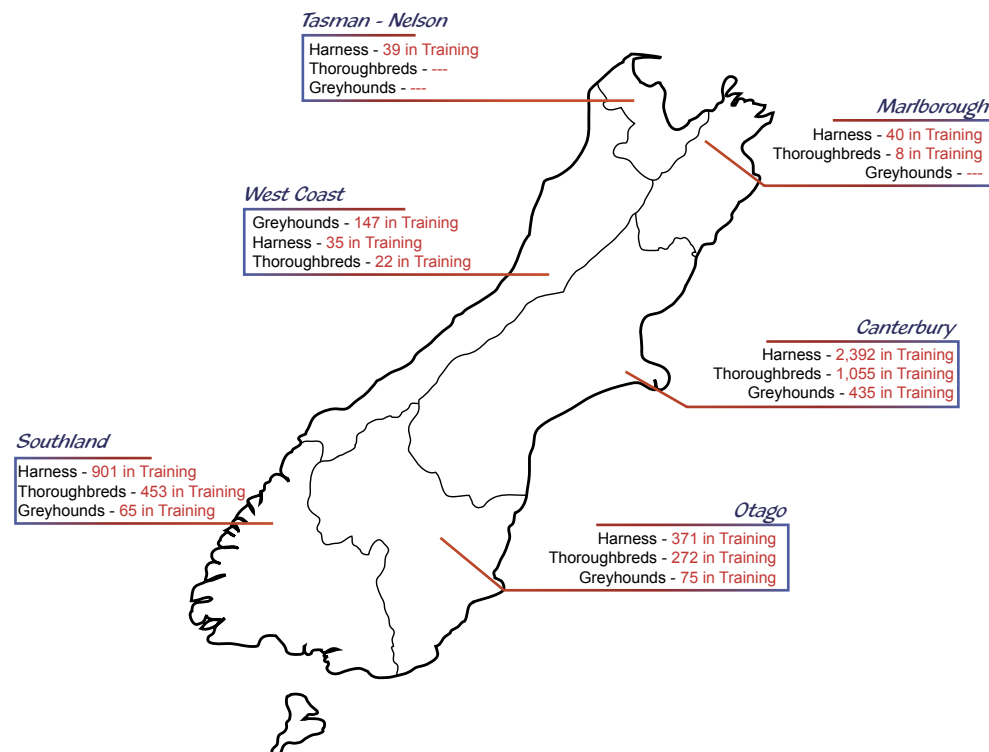 Tasman - Nelson
Harness - 39 in Training
Thoroughbreds - ---
Greyhounds - ---
Marlborough
Harness - 40 in Training
Thoroughbreds - 8 in Training
Greyhounds - ---
West Coast
Greyhounds - 147 in Training
Harness - 35 in Training
Thoroughbreds - 22 in Training
Canterbury
Harness - 2,392 in Training
Thoroughbreds - 1,055 in Training
Greyhounds - 435 in Training
Southland
Harness - 901 in Training
Thoroughbreds - 453 in Training
Greyhounds - 65 in Training
Otago
Harness - 371 in Training
Thoroughbreds - 272 in Training
Greyhounds - 75 in Training